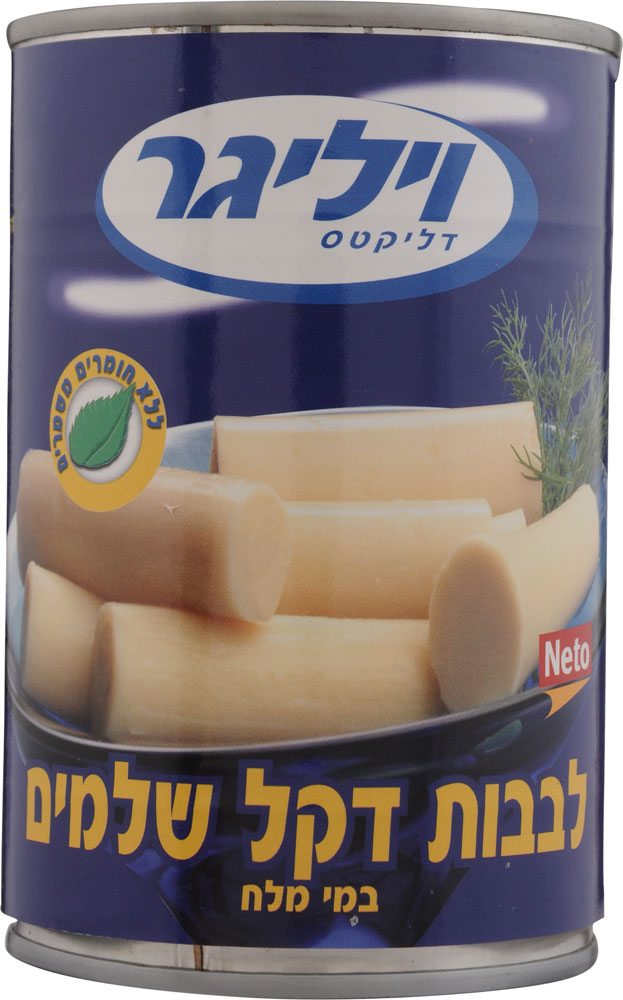 ויליגר
דליקטס
ללא חומרים משמרים
Neto
לבבות דקל שלמים
במי מלח